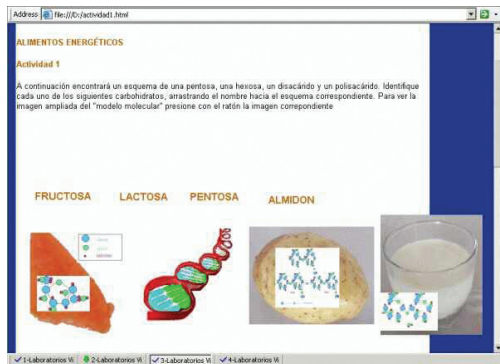 Address file:///D:/actividad1.html
ALIMENTOS ENERGÉTICOS
Actividad 1
A continuación encontrará un esquema de una pentosa, una hexosa, un disacárido y un polisacárido. Identifique
cada uno de los siguientes carbohidratos, arrastrando el nombre hacia el esquema correspondiente. Para ver la
imagen ampliada del "modelo molecular" presione con el ratón la imagen correpondiente
FRUCTOSA LACTOSA PENTOSA ALMIDON
1-Laboratorios Vi 2-Laboratorios Vi 3-Laboratorios Vi 4-Laboratorios Vi